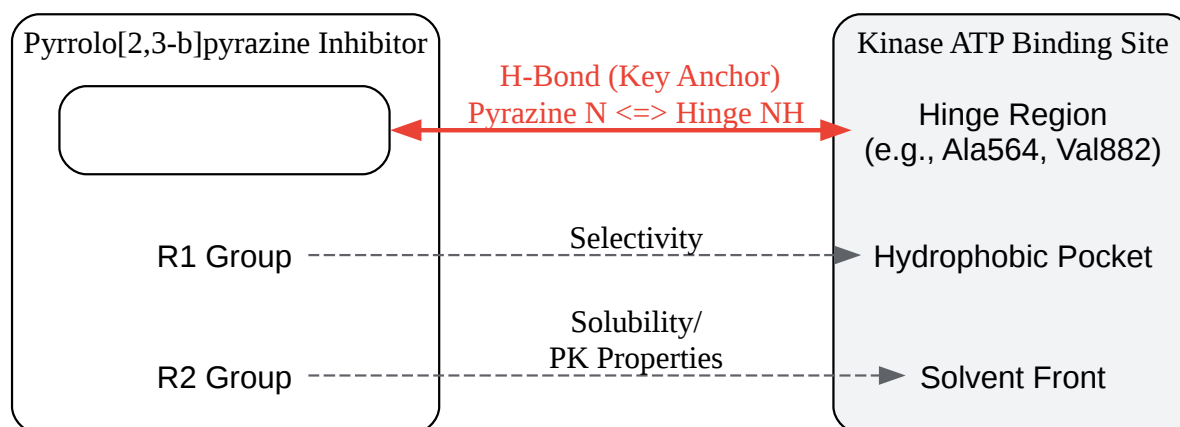 Pyrrolo[2,3-b]pyrazine Inhibitor
Kinase ATP Binding Site
H-Bond (Key Anchor)
Pyrazine N <=> Hinge NH
Hinge Region
(e.g., Ala564, Val882)
R1 Group
Selectivity
Hydrophobic Pocket
Solubility/
PK Properties
R2 Group
Solvent Front